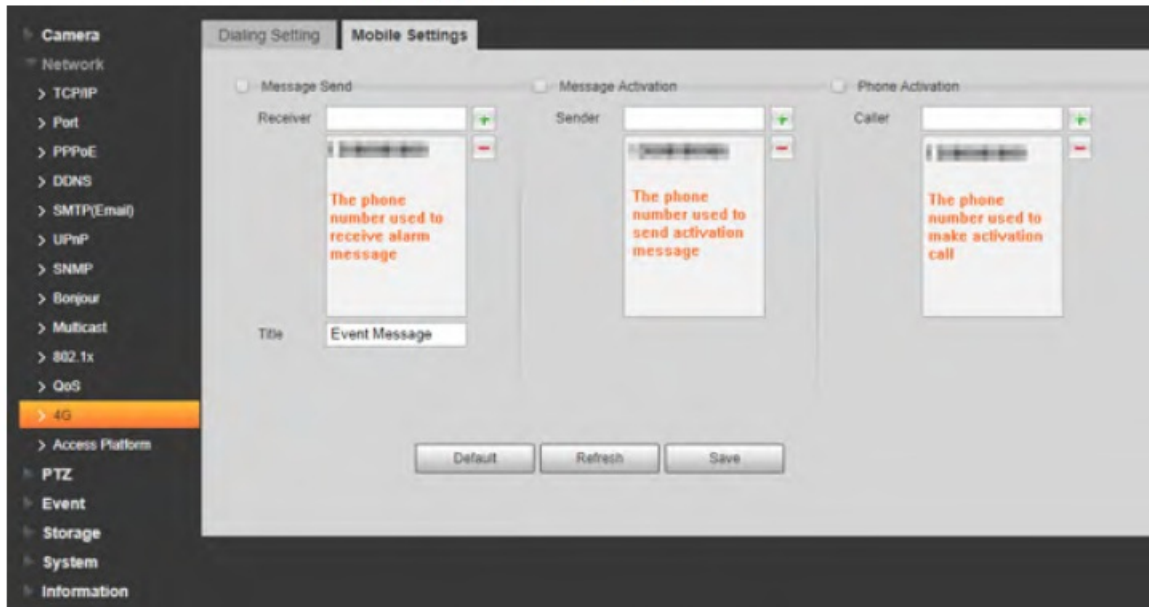 Camera
Network
> TCP/IP
> Port
> PPPoE
> DDNS
> SMTP(Email)
> UPnP
> SNMP
> Bonjour
> Multicast
> 802.1x
> QoS
> 4G
> Access Platform
PTZ
Event
Storage
System
Information
Dialing Setting Mobile Settings
Message Send
Receiver
The phone
number used to
receive alarm
message
Title Event Message
Message Activation
Sender
The phone
number used to
send activation
message
Phone Activation
Caller
The phone
number used to
make activation
call
Default Refresh Save